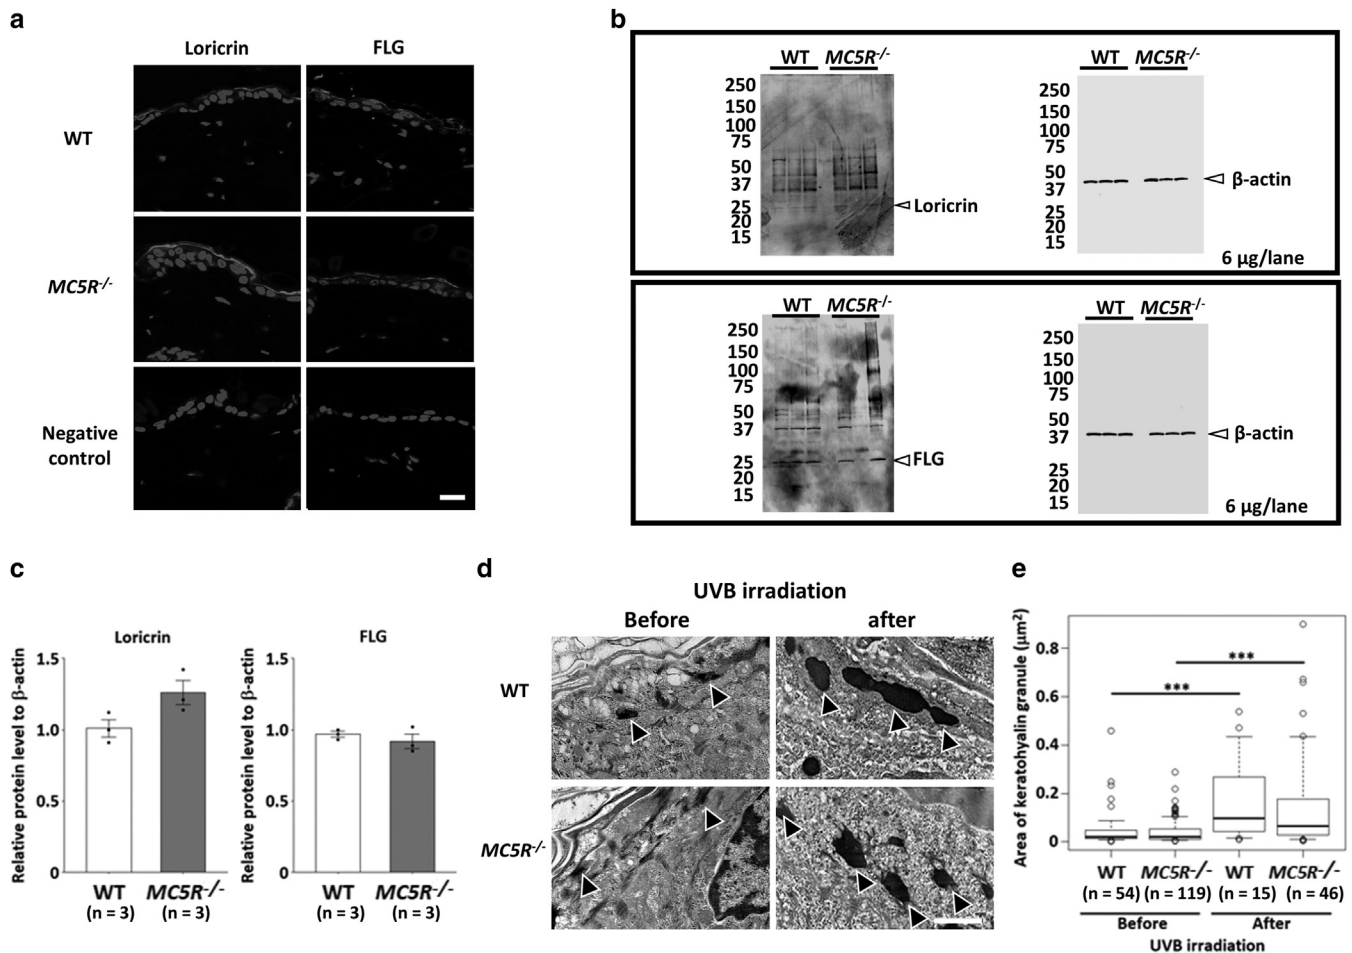 a
Loricrin FLG
WT
MC5R-/-
Negative
control
b
WT MC5R-/-
250
150
100
75
50
37
25
20
15
Loricrin
WT MC5R-/-
250
150
100
75
50
37
25
20
15
β-actin
6 μg/lane
WT MC5R-/-
250
150
100
75
50
37
25
20
15
FLG
WT MC5R-/-
250
150
100
75
50
37
25
20
15
β-actin
6 μg/lane
c
Loricrin
Relative protein level to β-actin
1.5
1.0
0.5
0
WT MC5R-/-
(n = 3) (n = 3)
FLG
Relative protein level to β-actin
1.5
1.0
0.5
0
WT MC5R-/-
(n = 3) (n = 3)
d
UVB irradiation
Before after
WT
MC5R-/-
e
Area of keratohyalin granule (μm2)
0.8
0.6
0.4
0.2
0
***
***
WT MC5R-/- WT MC5R-/-
(n = 54) (n = 119) (n = 15) (n = 46)
Before After
UVB irradiation